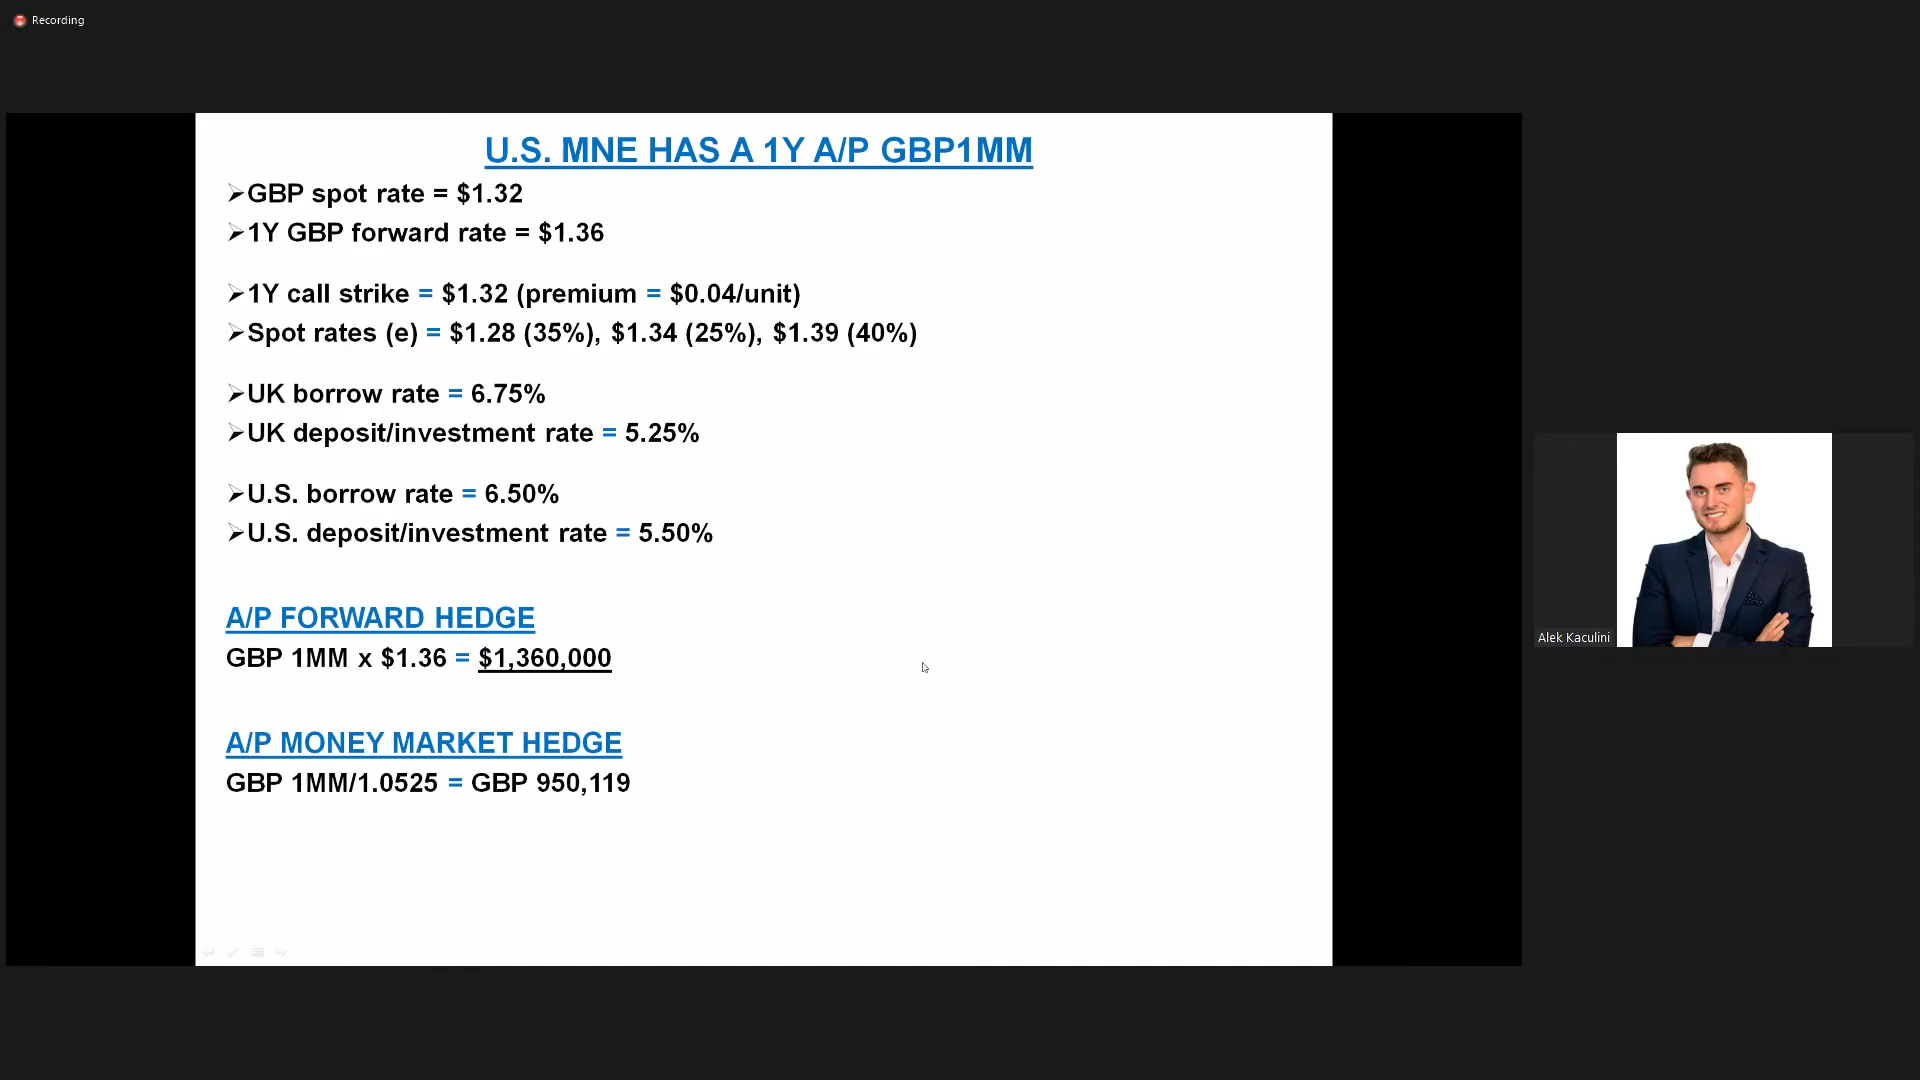 Recording
U.S. MNE HAS A 1Y A/P GBP1MM
➢GBP spot rate = $1.32
➢1Y GBP forward rate = $1.36
➢1Y call strike = $1.32 (premium = $0.04/unit)
➢Spot rates (e) = $1.28 (35%), $1.34 (25%), $1.39 (40%)
➢UK borrow rate = 6.75%
➢UK deposit/investment rate = 5.25%
➢U.S. borrow rate = 6.50%
➢U.S. deposit/investment rate = 5.50%
A/P FORWARD HEDGE
GBP 1MM x $1.36 = $1,360,000
A/P MONEY MARKET HEDGE
GBP 1MM/1.0525 = GBP 950,119
Alek Kaculini